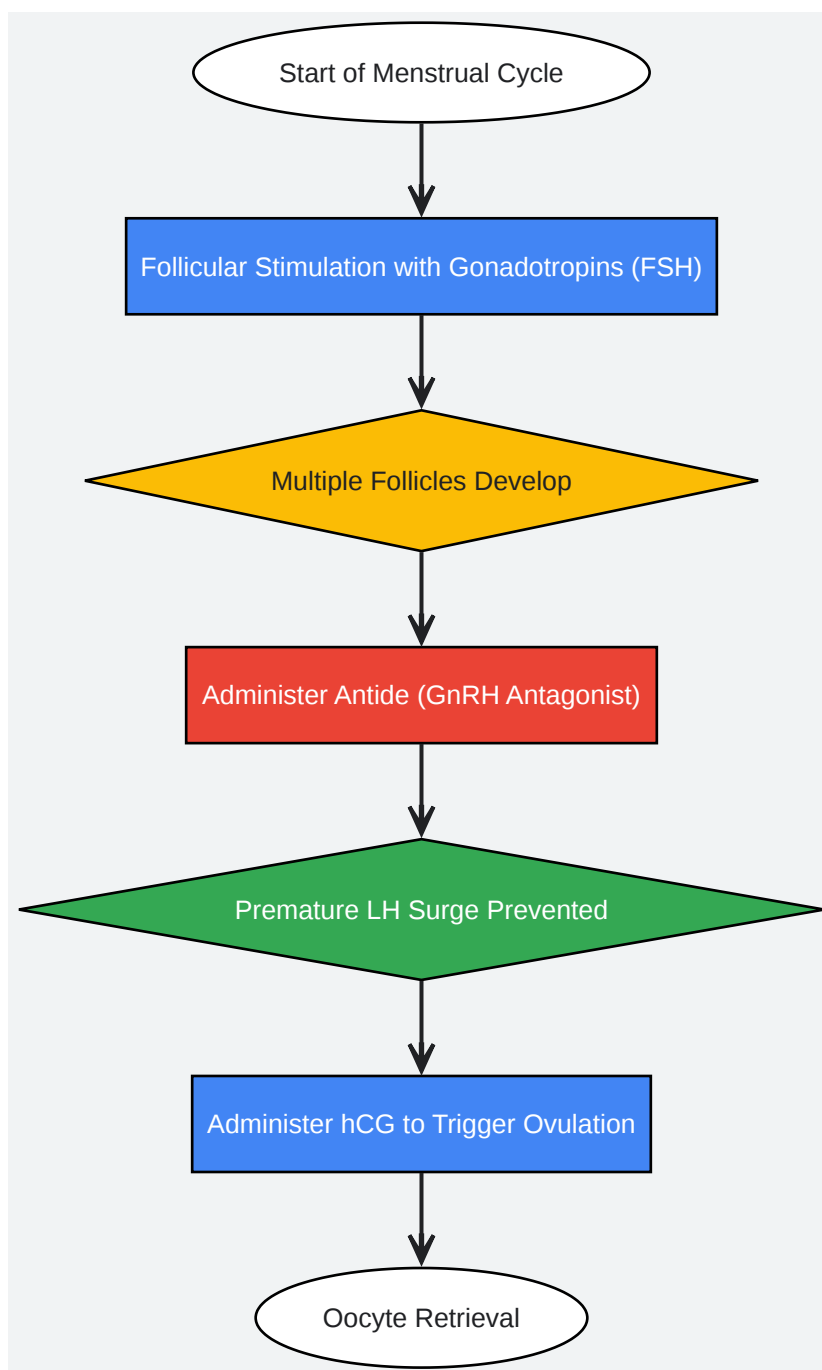 Start of Menstrual Cycle
Follicular Stimulation with Gonadotropins (FSH)
Multiple Follicles Develop
Administer Antide (GnRH Antagonist)
Premature LH Surge Prevented
Administer hCG to Trigger Ovulation
Oocyte Retrieval